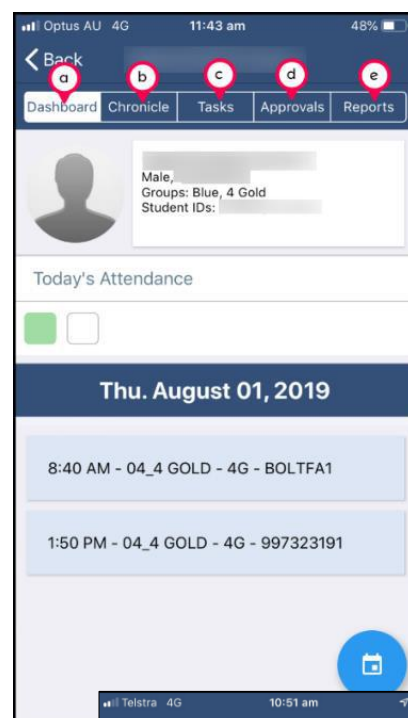 Optus AU 4G 11:43 am 48%
Back
a b c d e
Dashboard Chronicle Tasks Approvals Reports
Male,
Groups: Blue, 4 Gold
Student IDs:
Today's Attendance
Thu. August 01, 2019
8:40 AM - 04_4 GOLD - 4G - BOLTFA1
1:50 PM - 04_4 GOLD - 4G - 997323191
Telstra 4G 10:51 am